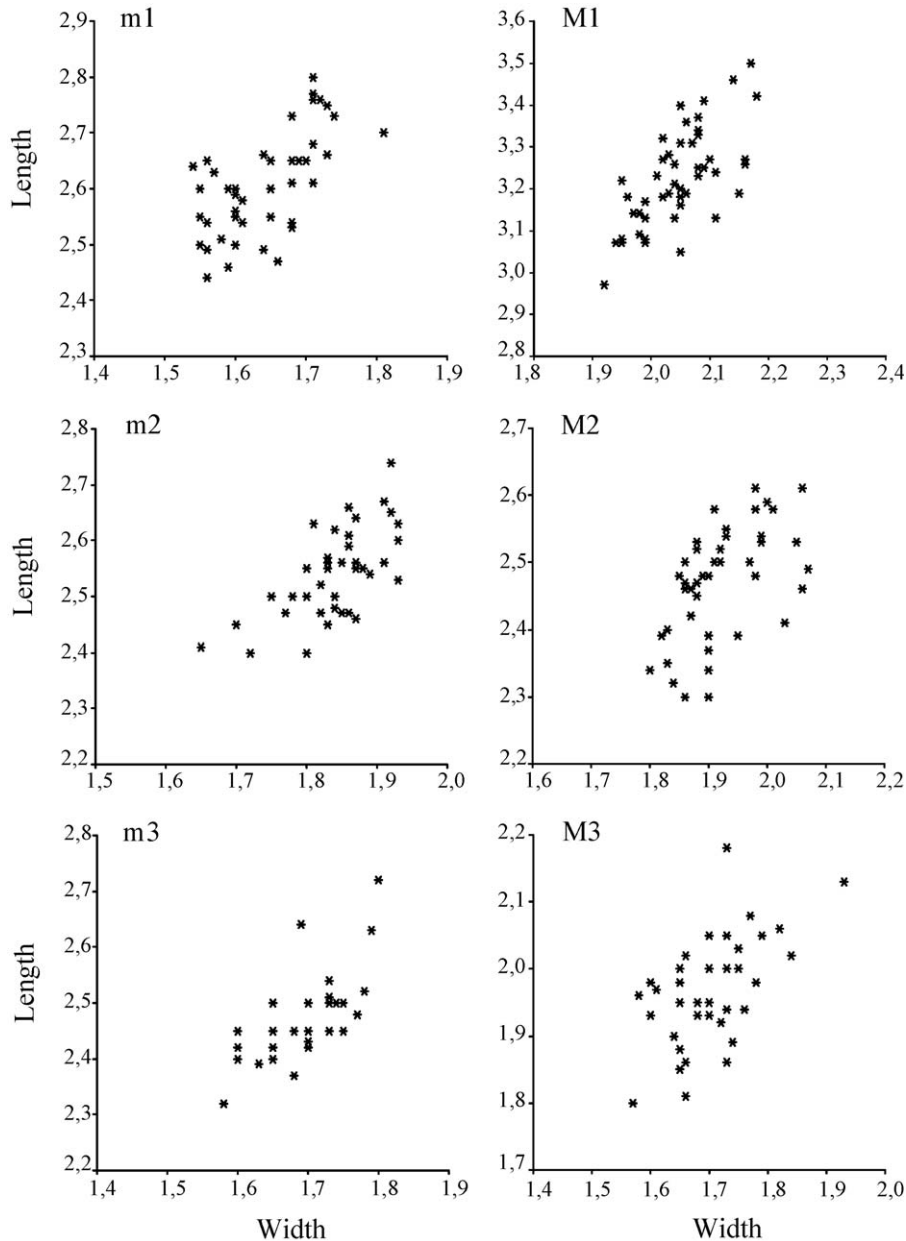 m1
2,9
2,8
2,7
2,6
2,5
2,4
2,3
Length
1,4 1,5 1,6 1,7 1,8 1,9
M1
3,6
3,5
3,4
3,3
3,2
3,1
3,0
2,9
2,8
1,8 1,9 2,0 2,1 2,2 2,3 2,4
m2
2,8
2,7
2,6
2,5
2,4
2,3
2,2
Length
1,5 1,6 1,7 1,8 1,9 2,0
M2
2,7
2,6
2,5
2,4
2,3
2,2
1,6 1,7 1,8 1,9 2,0 2,1 2,2
m3
2,8
2,7
2,6
2,5
2,4
2,3
2,2
Length
1,4 1,5 1,6 1,7 1,8 1,9
Width
M3
2,2
2,1
2,0
1,9
1,8
1,7
1,4 1,5 1,6 1,7 1,8 1,9 2,0
Width